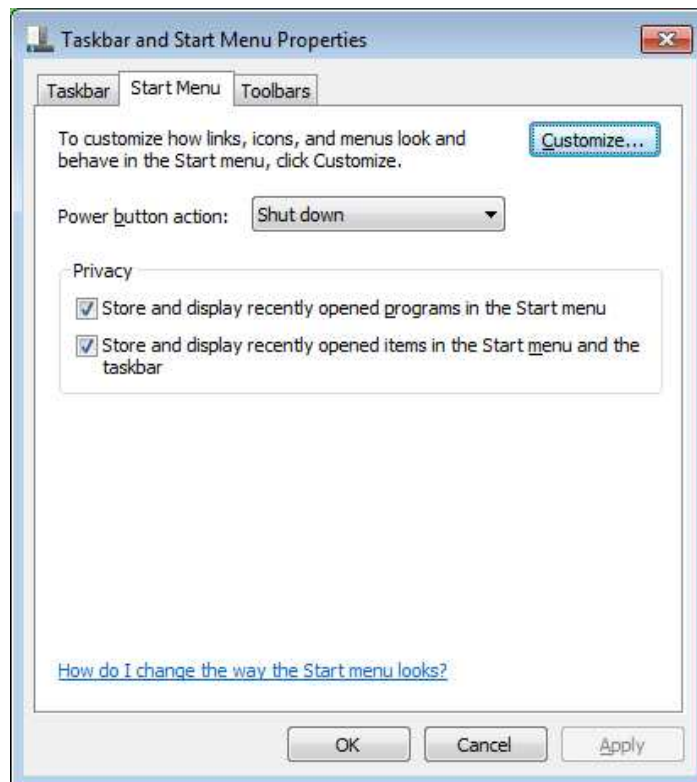 Taskbar and Start Menu Properties
Taskbar
Start Menu
Toolbars
To customize how links, icons, and menus look and
behave in the Start menu, click Customize.
Customize...
Power button action:
Shut down
Privacy
Store and display recently opened programs in the Start menu
Store and display recently opened items in the Start menu and the
taskbar
How do I change the way the Start menu looks?
OK
Cancel
Apply